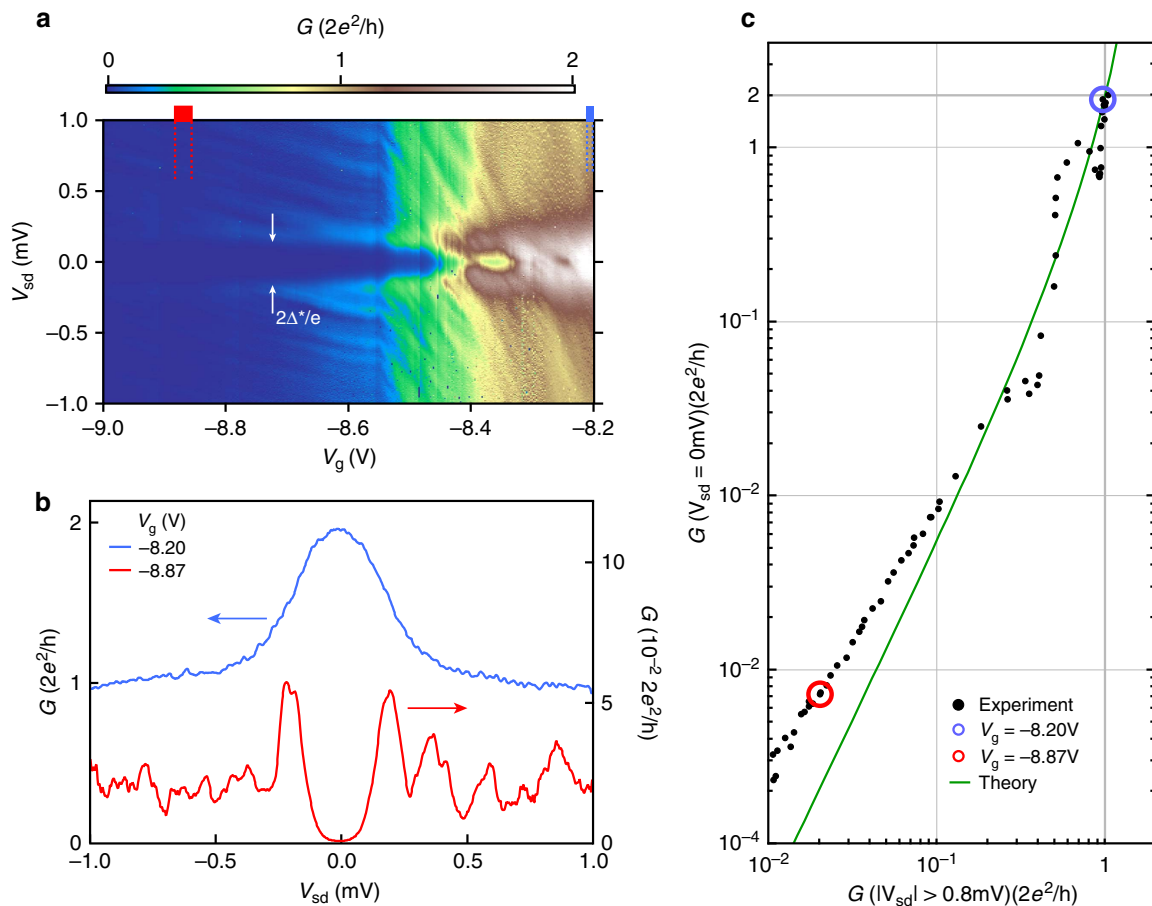 a
G (2e²/h)
0 1 2
V_sd (mV)
1.0
0.5
0.0
−0.5
−1.0
2Δ*/e
−9.0 −8.8 −8.6 −8.4 −8.2
V_g (V)
b
V_g (V)
−8.20
−8.87
G (2e²/h)
2
1
0
G (10⁻² 2e²/h)
10
5
0
−1.0 −0.5 0.0 0.5 1.0
V_sd (mV)
c
G (V_sd = 0mV)(2e²/h)
2
1
10⁻¹
10⁻²
10⁻²
10⁻³
10⁻⁴
Experiment
V_g = −8.20V
V_g = −8.87V
Theory
10⁻² 10⁻¹ 1
G (|V_sd| > 0.8mV)(2e²/h)